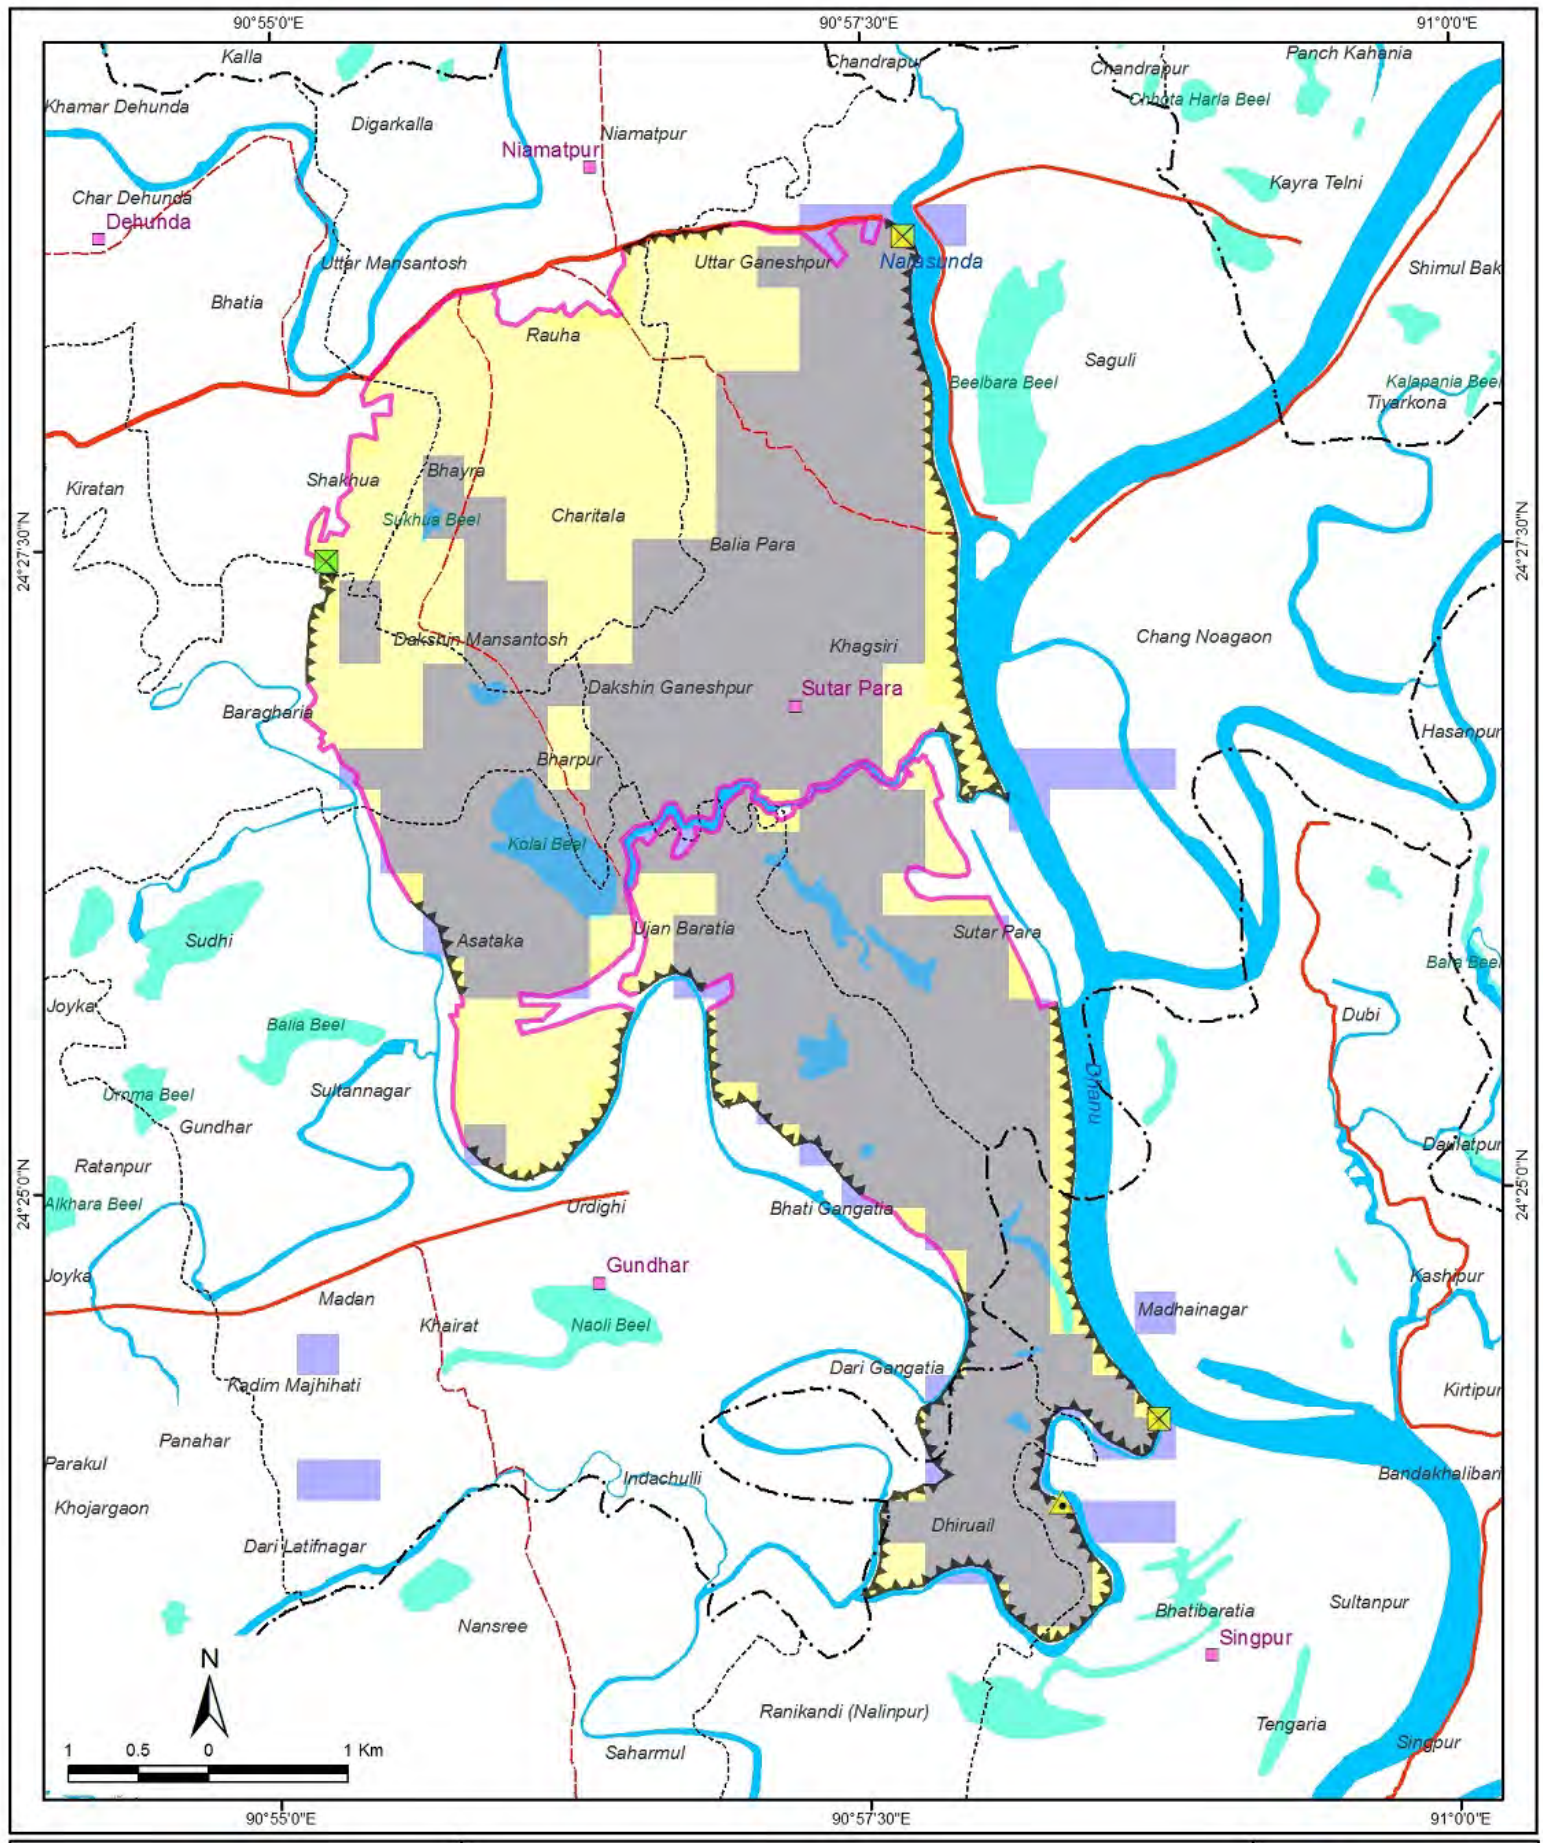 90°55'0"E
90°57'30"E
91°0'0"E
Kalla
Chandrapur
Chandrapur
Panch Kahania
Khamar Dehunda
Digarkalla
Niamatpur
Chhota Harla Beel
Niamatpur
Kayra Telni
Char Dehunda
Dehunda
Uttar Mansantosh
Uttar Ganeshpur
Narasunda
Shimul Bak
Bhatia
Rauha
Saguli
Beelbara Beel
Kalapania Beel
Tiyarkona
Shakhua
Bhayra
Kiratan
Sukhua Beel
Charitala
Balia Para
24°27'30"N
24°27'30"N
Dakshin Mansantosh
Khagsiri
Chang Noagaon
Dakshin Ganeshpur
Sutar Para
Baragharia
Hasanpur
Bharpur
Kolai Beel
Sudhi
Asataka
Ujan Baratia
Sutar Para
Bara Beel
Joyka
Balia Beel
Dubi
Urnma Beel
Sultannagar
Dhanu
Gundhar
Daulatpur
Ratanpur
24°25'0"N
24°25'0"N
Alkhara Beel
Urdighi
Bhati Gangatia
Joyka
Gundhar
Kashipur
Madan
Khairat
Naoli Beel
Madhainagar
Kadim Majhihati
Dari Gangatia
Kirtipur
Panahar
Parakul
Indachulli
Bandakhalibari
Khojargaon
Dhiruail
Dari Latifnagar
Nansree
Bhatibaratia
Sultanpur
Singpur
N
Ranikandi (Nalinpur)
Tengaria
Singpur
1 0.5 0 1 Km
Saharmul
90°55'0"E
90°57'30"E
91°0'0"E